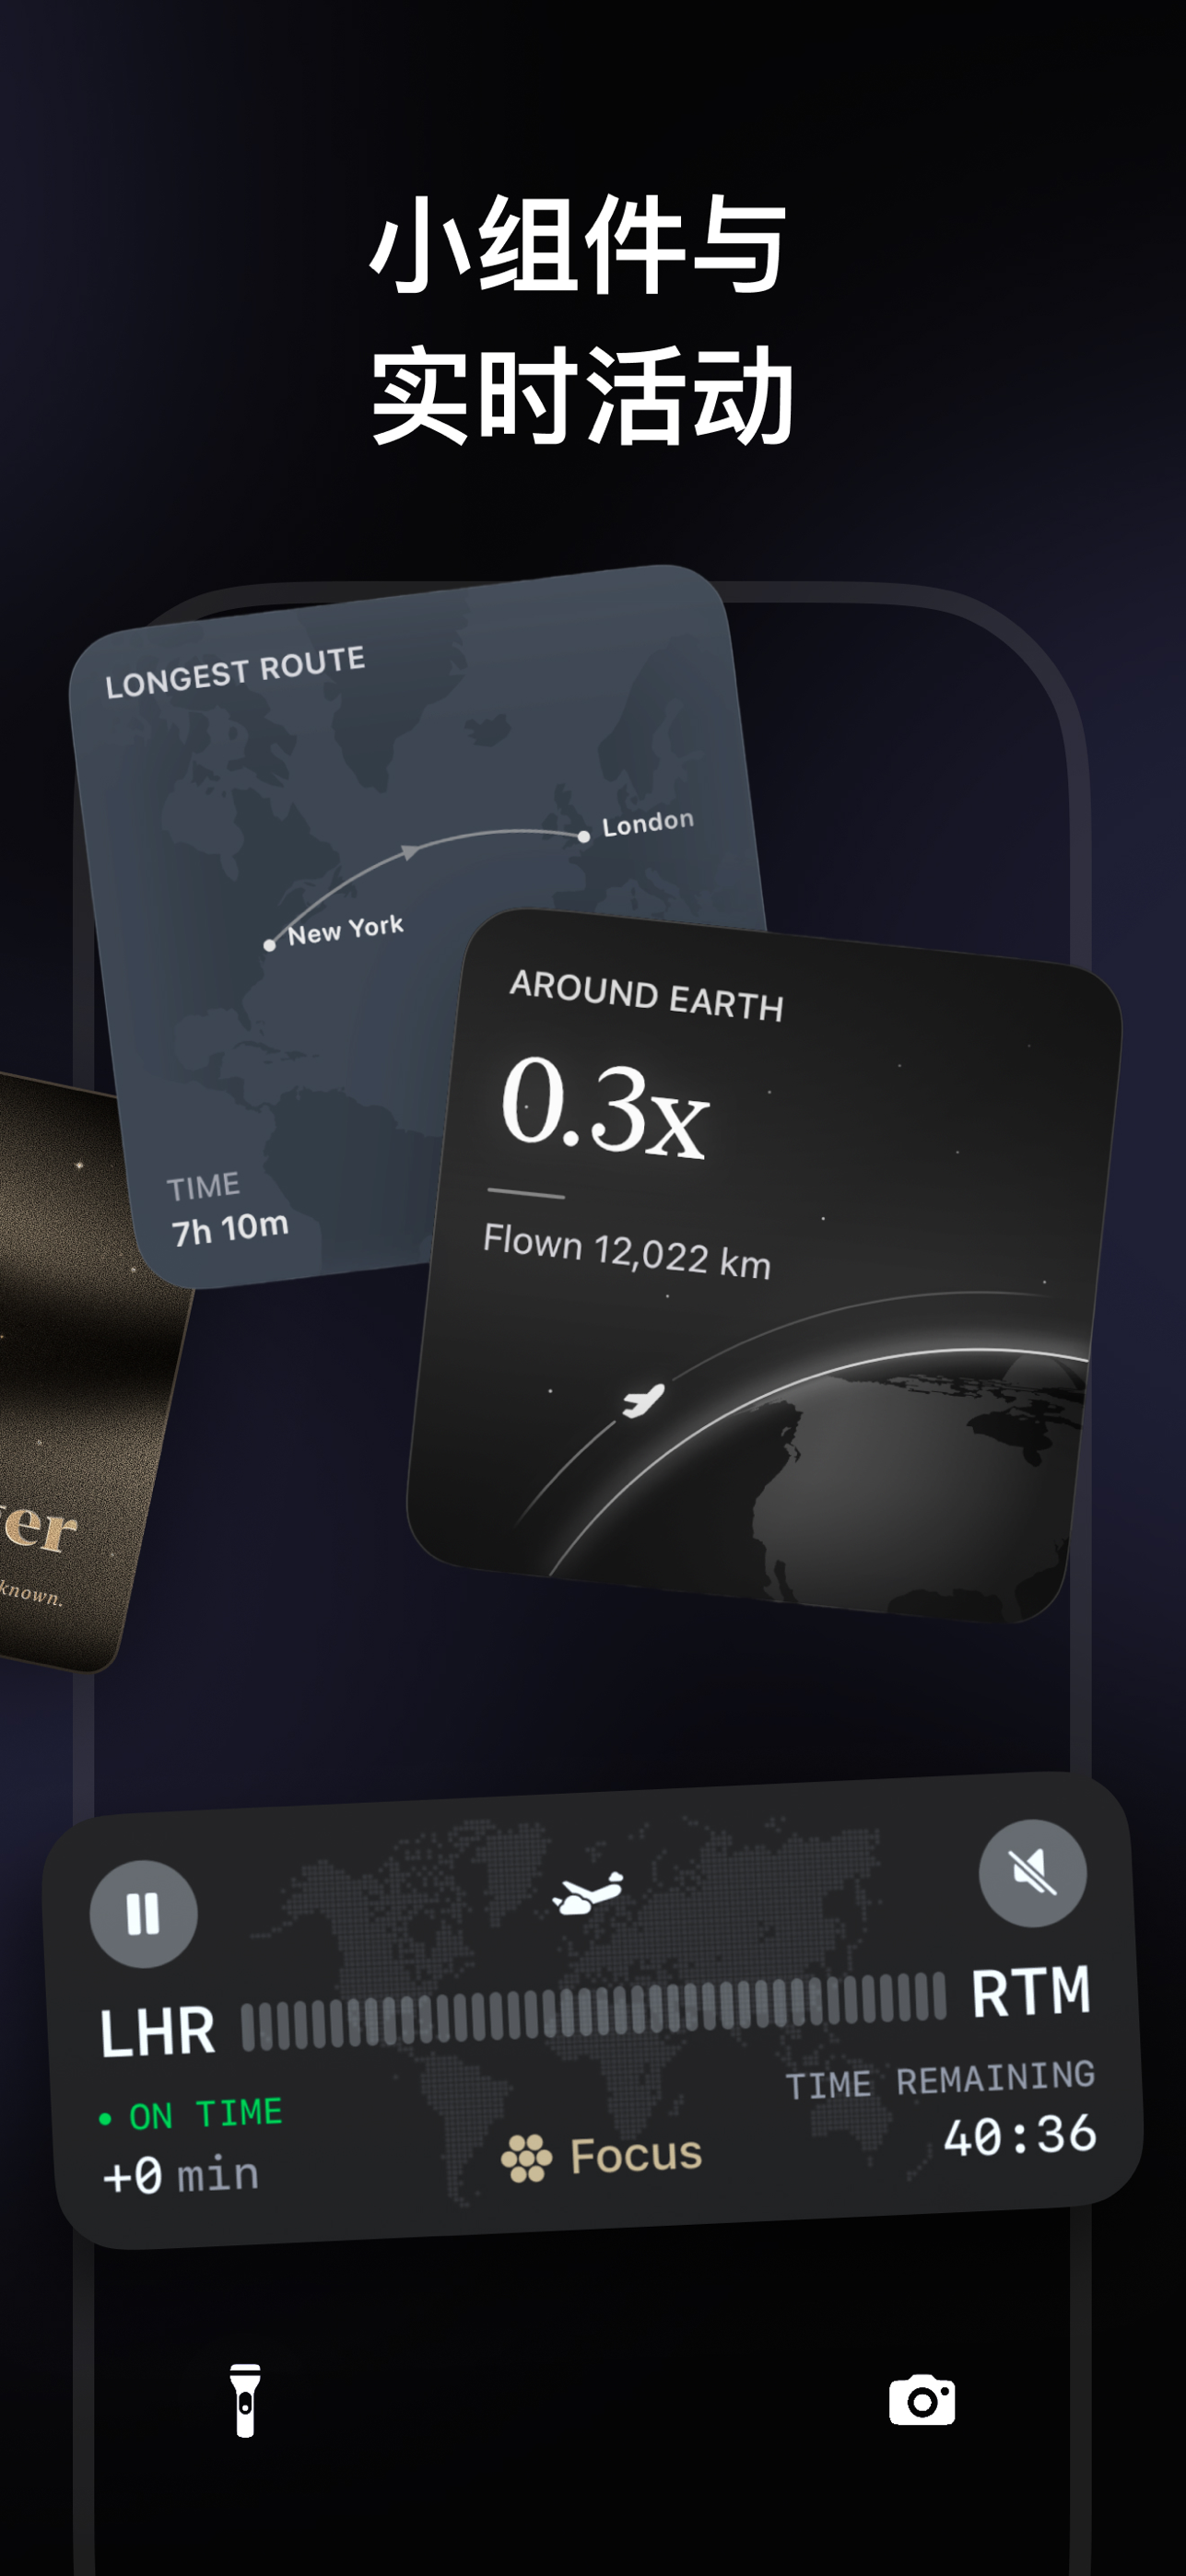 小组件与
实时活动
LONGEST ROUTE
London
New York
TIME
7h 10m
AROUND EARTH
0.3x
Flown 12,022 km
known.
LHR
RTM
ON TIME
+0 min
Focus
TIME REMAINING
40:36